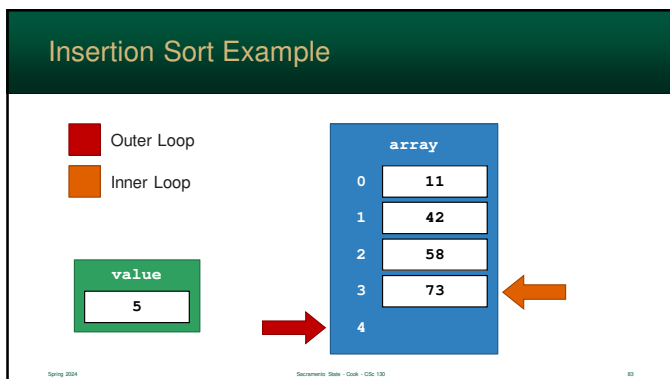 Insertion Sort Example
Outer Loop
Inner Loop
array
0 11
1 42
2 58
3 73
4
value
5
Spring 2024
Sacramento State - Cook - CSc 130
83